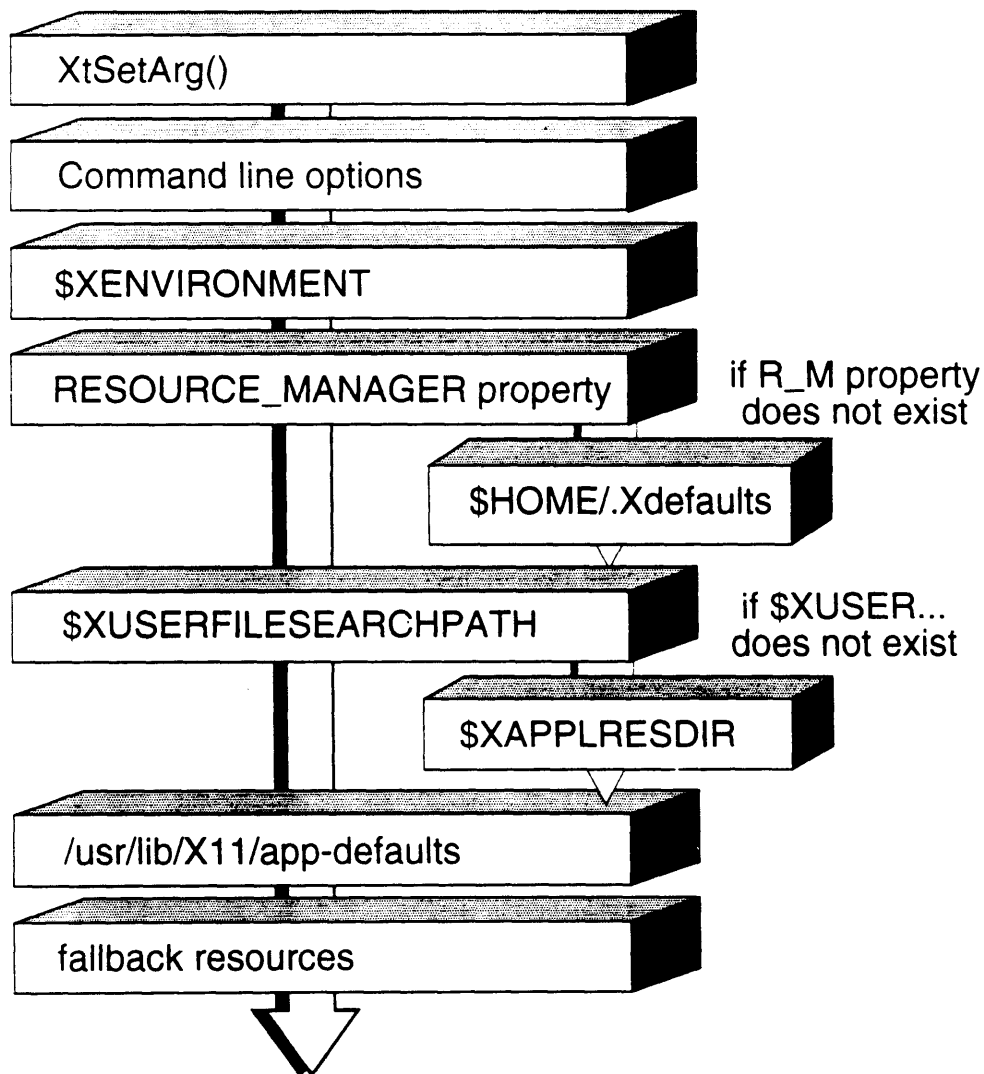 XtSetArg()
Command line options
$XENVIRONMENT
RESOURCE_MANAGER property
if R_M property
does not exist
$HOME/.Xdefaults
$XUSERFILESEARCHPATH
if $XUSER...
does not exist
$XAPPLRESDIR
/usr/lib/X11/app-defaults
fallback resources